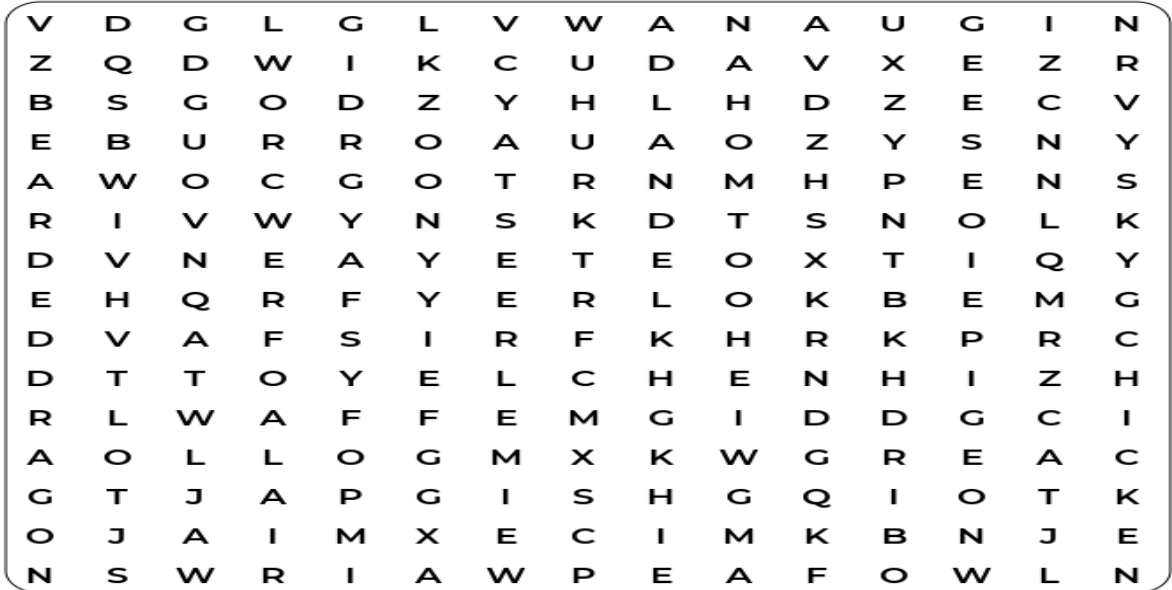 V D G L G L V W A N A U G I N
Z Q D W I K C U D A V X E Z R
B S G O D Z Y H L H D Z E C V
E B U R R O A U A O Z Y S N Y
A W O C G O T R N M H P E N S
R I V W Y N S K D T S N O L K
D V N E A Y E T E O X T I Q Y
E H Q R F Y E R L O K B E M G
D V A F S I R F K H R K P R C
D T T O Y E L C H E N H I Z H
R L W A F F E M G I D D G C I
A O L L O G M X K W G R E A C
G T J A P G I S H G Q I O T K
O J A I M X E C I M K B N J E
N S W R I A W P E A F O W L N